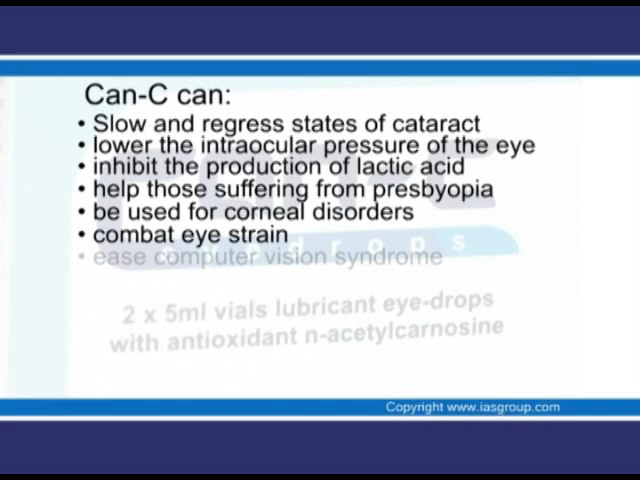 Can-C can:
• Slow and regress states of cataract
• lower the intraocular pressure of the eye
• inhibit the production of lactic acid
• help those suffering from presbyopia
• be used for corneal disorders
• combat eye strain
• ease computer vision syndrome
2 x 5ml vials lubricant eye-drops
with antioxidant n-acetylcarnosine
Copyright www.iasgroup.com